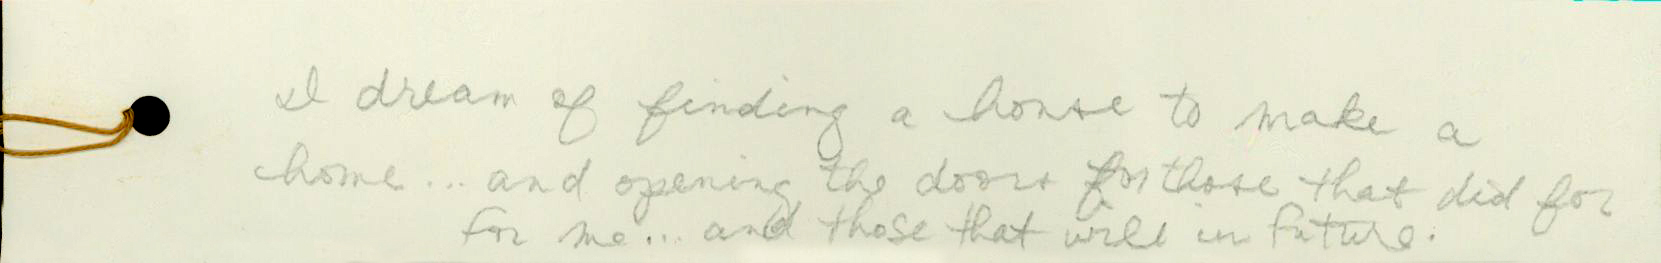 I dream of finding a house to make a
home... and opening the doors for those that did for
for me... and those that will in future.